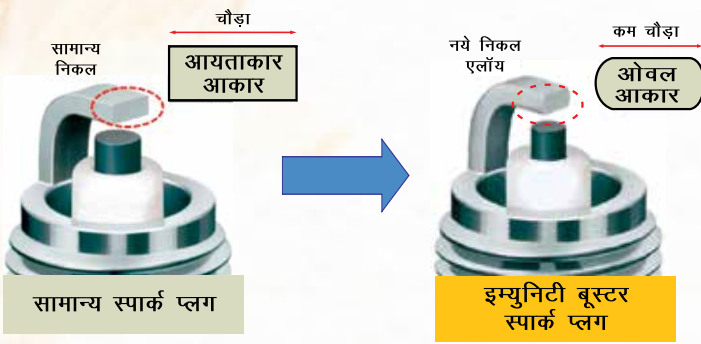 चौड़ा
सामान्य
निकल
आयताकार
आकार
सामान्य स्पार्क प्लग
कम चौड़ा
नये निकल
एलॉय
ओवल
आकार
इम्युनिटी बूस्टर
स्पार्क प्लग